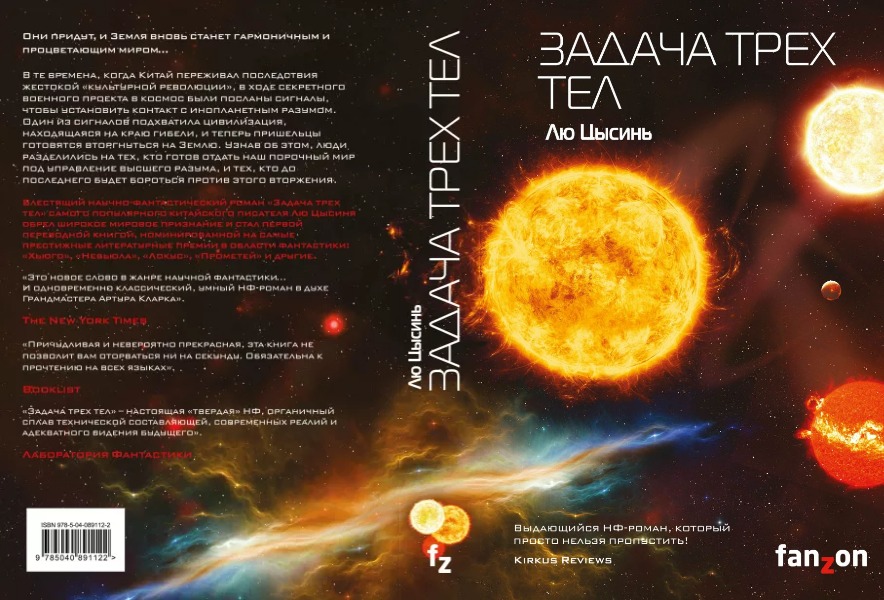 Они придут, и Земля вновь станет гармоничным и
процветающим миром...
В те времена, когда Китай переживал последствия
жестокой «культурной революции», в ходе секретного
военного проекта в космос были посланы сигналы,
чтобы установить контакт с инопланетным разумом.
Один из сигналов подхватила цивилизация,
находящаяся на краю гибели, и теперь пришельцы
готовятся вторгнуться на Землю. Узнав об этом, люди
разделились на тех, кто готов отдать наш порочный мир
под управление высшего разума, и тех, кто до
последнего будет бороться против этого вторжения.
Блестящий научно-фантастический роман «Задача трех
тел» самого популярного китайского писателя Лю Цысиня
обрел широкое мировое признание и стал первой
переводной книгой, номинированной на самые
престижные литературные премии в области фантастики:
«Хьюго», «Небьюла», «Локус», «Прометей» и другие.
«Это новое слово в жанре научной фантастики...
И одновременно классический, умный НФ-роман в духе
Грандмастера Артура Кларка».
The New York Times
«Причудливая и невероятно прекрасная, эта книга не
позволит вам оторваться ни на секунды. Обязательна к
прочтению на всех языках».
Booklist
«Задача трех тел» – настоящая «твердая» НФ, органичный
сплав технической составляющей, современных реалий и
адекватного видения будущего».
Лаборатория Фантастики
ISBN 978-5-04-089112-2
9 785040 891122 >
Лю Цысинь
ЗАДАЧА ТРЕХ ТЕЛ
fz
ЗАДАЧА ТРЕХ
ТЕЛ
Лю Цысинь
Выдающийся НФ-роман, который
просто нельзя пропустить!
Kirkus Reviews
fanzon